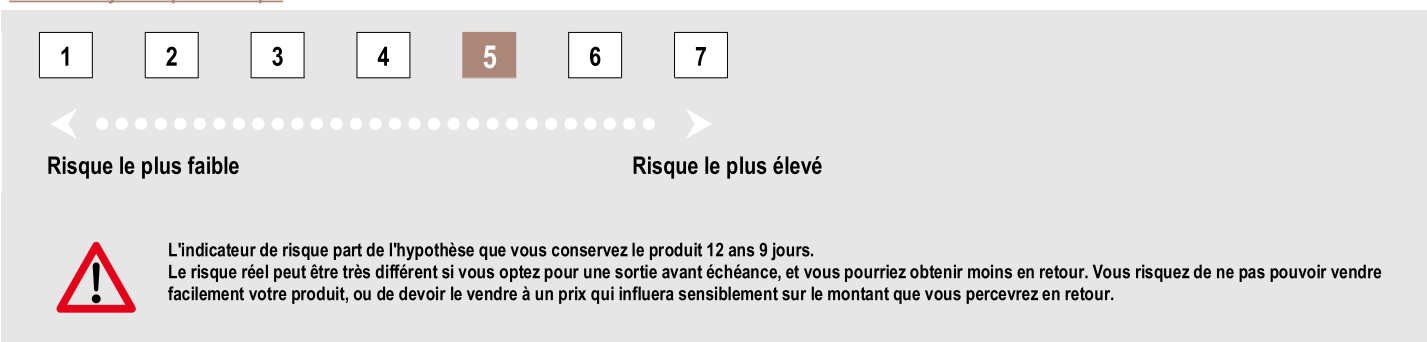 1 2 3 4 5 6 7
Risque le plus faible Risque le plus élevé
L'indicateur de risque part de l'hypothèse que vous conservez le produit 12 ans 9 jours.
Le risque réel peut être très différent si vous optez pour une sortie avant échéance, et vous pourriez obtenir moins en retour. Vous risquez de ne pas pouvoir vendre
facilement votre produit, ou de devoir le vendre à un prix qui influera sensiblement sur le montant que vous percevrez en retour.